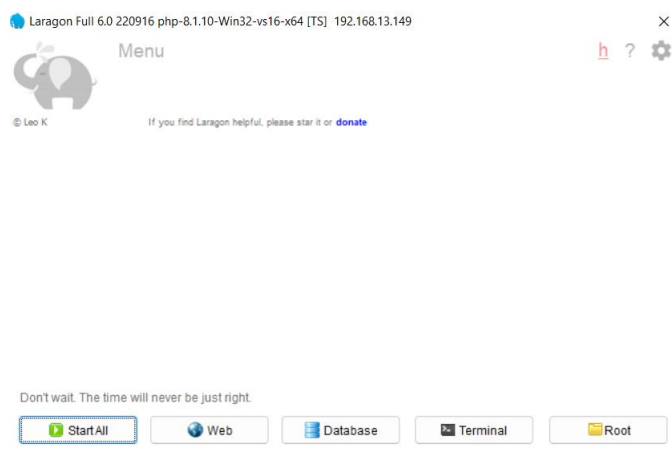 Laragon Full 6.0 220916 php-8.1.10-Win32-vs16-x64 [TS] 192.168.13.149
Menu
h ?
© Leo K
If you find Laragon helpful, please star it or donate
Don't wait. The time will never be just right.
Start All
Web
Database
Terminal
Root